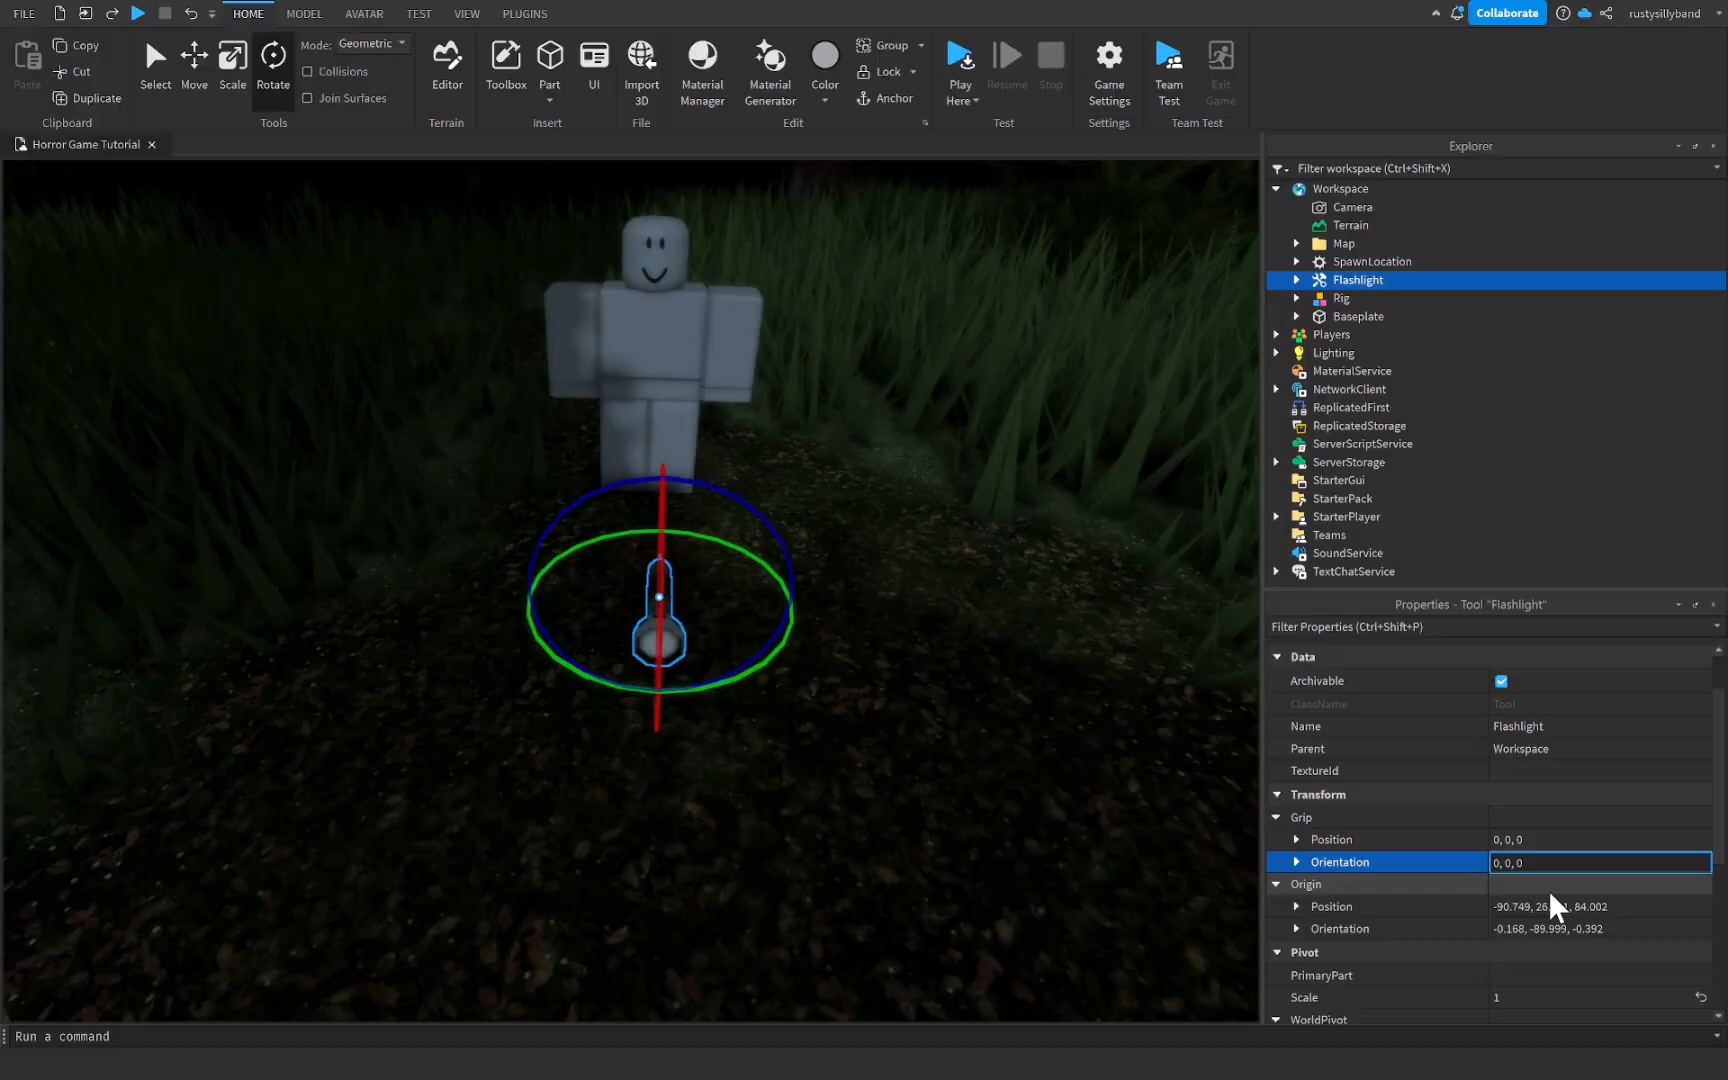 FILE HOME MODEL AVATAR TEST VIEW PLUGINS Collaborate rustysillyband
Paste Copy Cut Duplicate
Clipboard
Select Move Scale Rotate
Mode: Geometric
Collisions
Join Surfaces
Tools
Editor
Terrain
Toolbox Part UI
Insert
Import 3D
File
Material Manager
Material Generator
Color
Group
Lock
Anchor
Edit
Play Here Resume Stop
Test
Game Settings
Settings
Team Test
Exit Game
Team Test
Horror Game Tutorial
Explorer
Filter workspace (Ctrl+Shift+X)
Workspace
Camera
Terrain
Map
SpawnLocation
Flashlight
Rig
Baseplate
Players
Lighting
MaterialService
NetworkClient
ReplicatedFirst
ReplicatedStorage
ServerScriptService
ServerStorage
StarterGui
StarterPack
StarterPlayer
Teams
SoundService
TextChatService
Properties - Tool "Flashlight"
Filter Properties (Ctrl+Shift+P)
Data
Archivable
ClassName Tool
Name Flashlight
Parent Workspace
TextureId
Transform
Grip
Position 0, 0, 0
Orientation 0, 0, 0
Origin
Position -90.749, 84.002
Orientation -0.168, -89.999, -0.392
Pivot
PrimaryPart
Scale 1
WorldPivot
Run a command